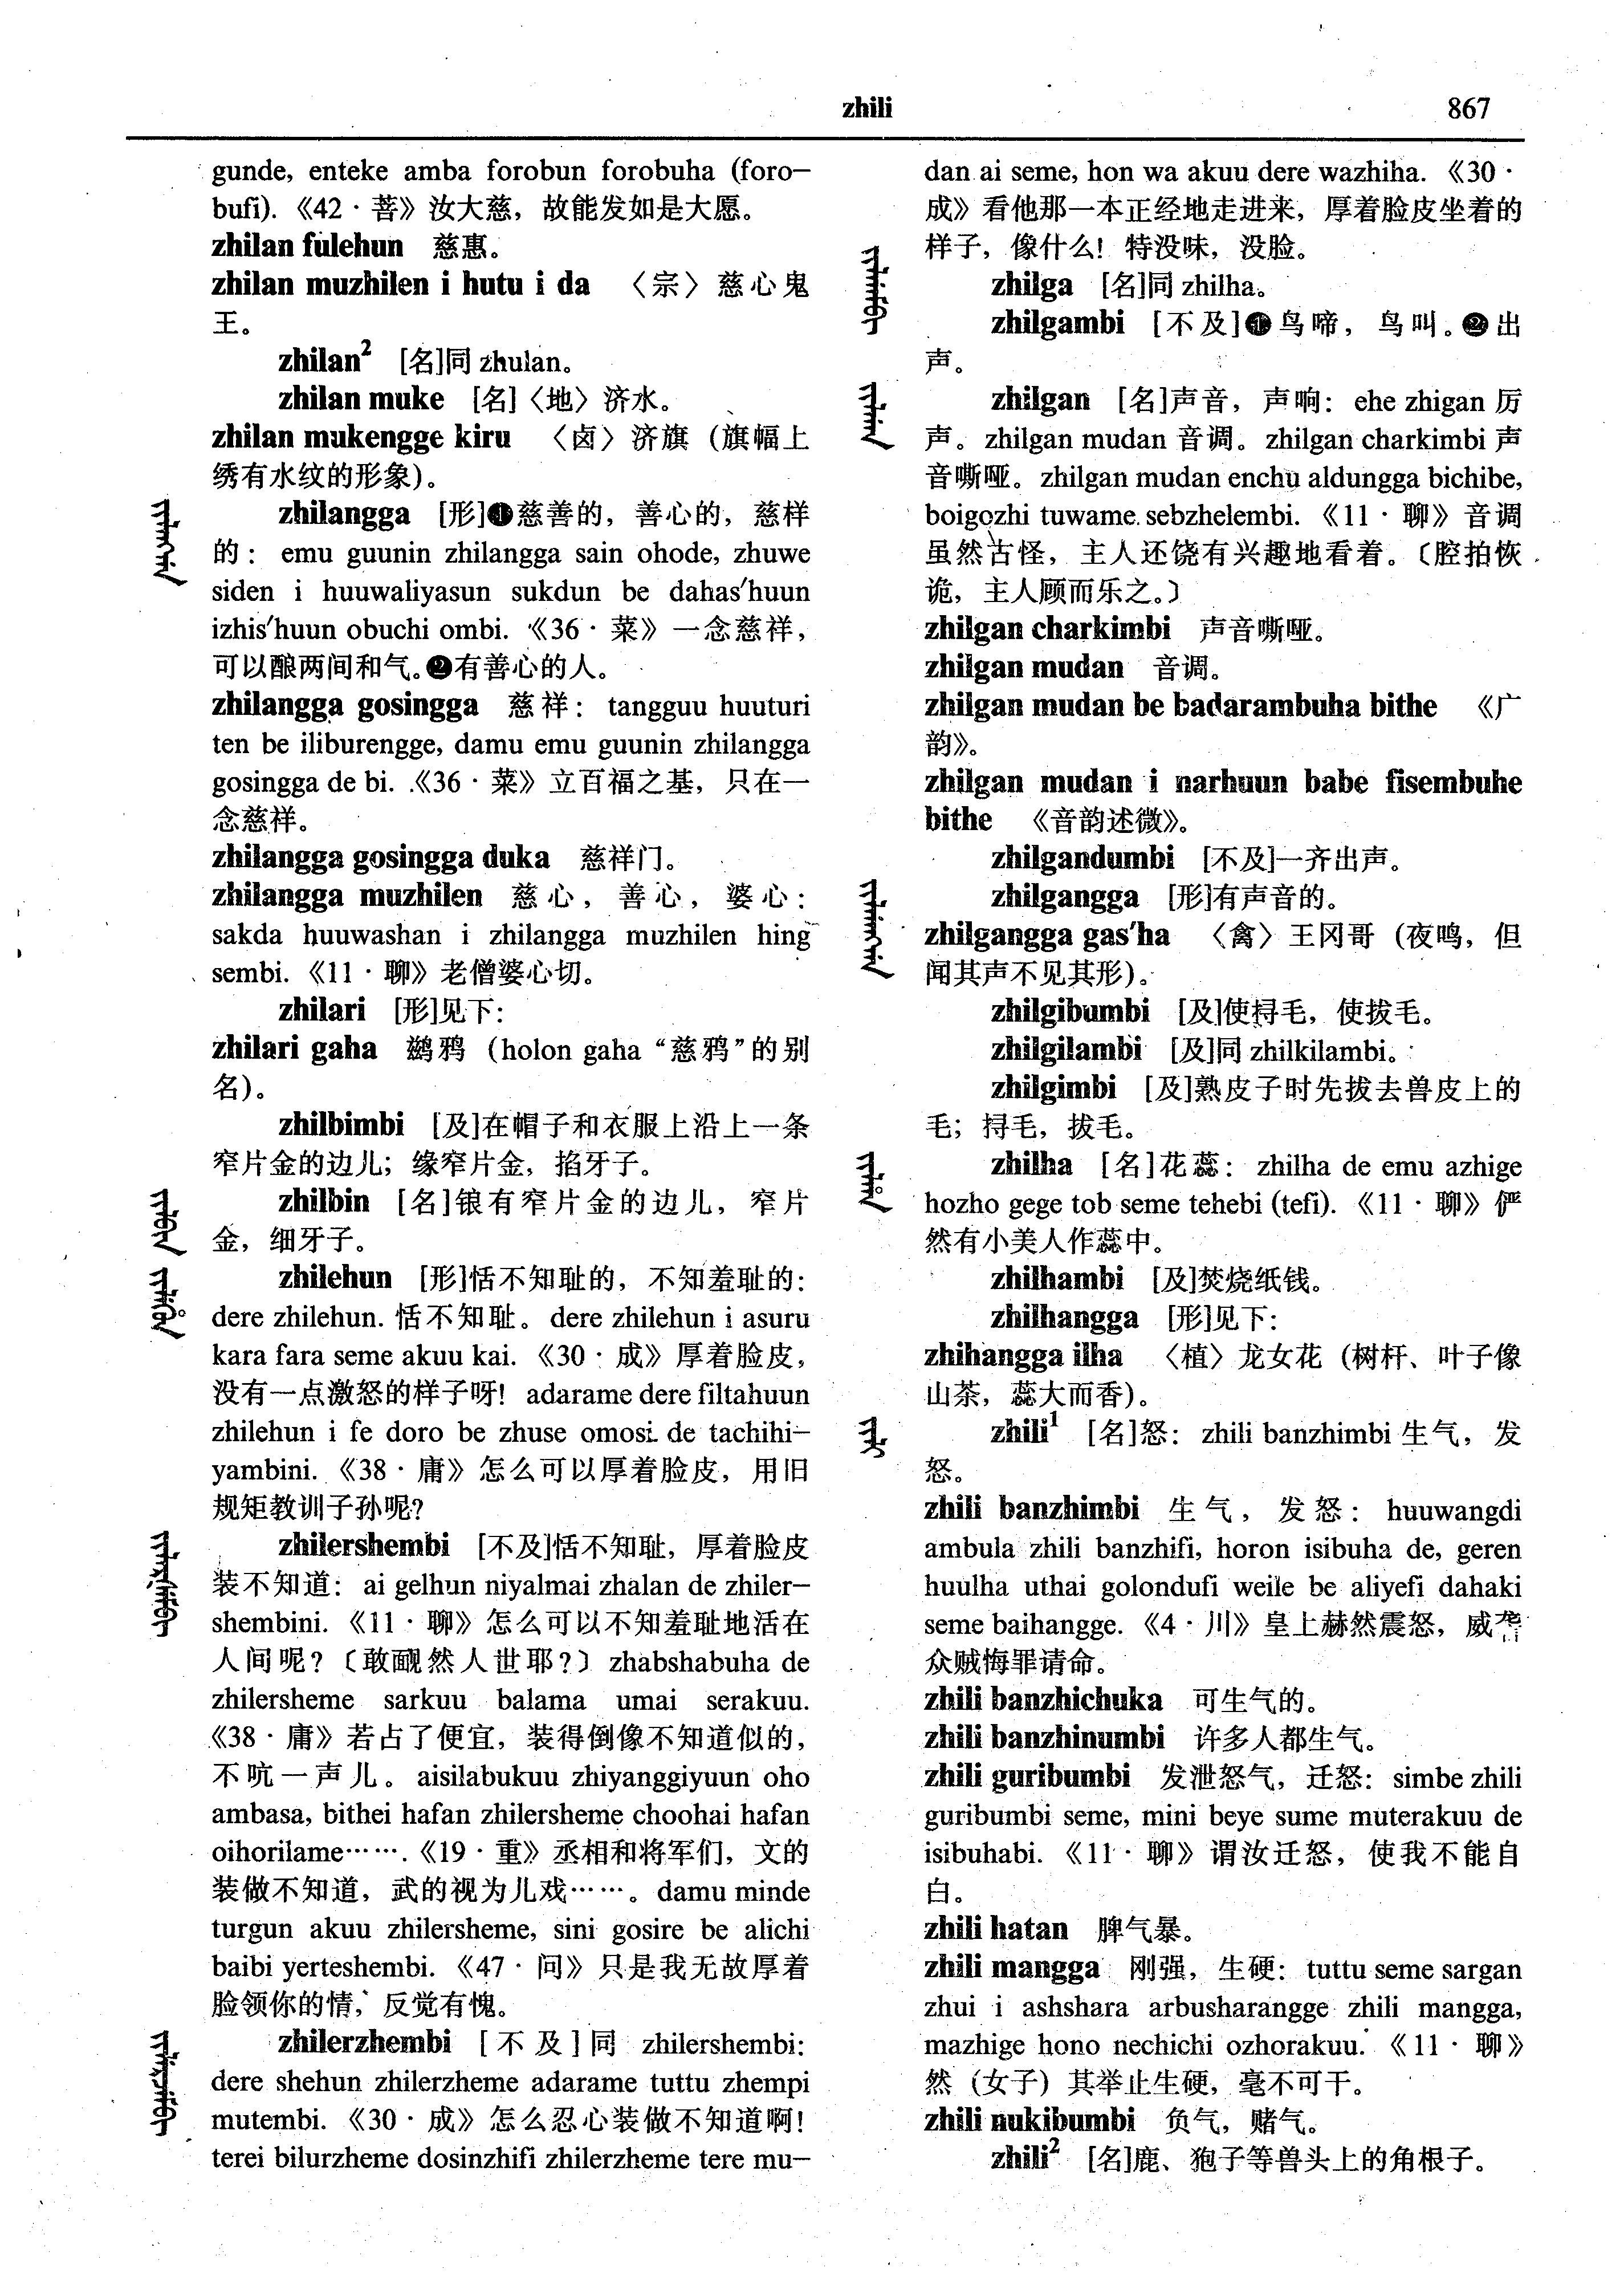 zhili
867
gunde, enteke amba forobun forobuha (foro-
bufi).《42 · 菩》汝大慈，故能发如是大愿。
zhilan fulehun 慈惠。
zhilan muzhilen i hutu i da 〈宗〉慈心鬼
王。
zhilan² [名]同 zhulan。
zhilan muke [名]〈地〉济水。
zhilan mukengge kiru 〈卤〉济旗（旗幅上
绣有水纹的形象）。
zhilangga [形]❶慈善的，善心的，慈样
的： emu guunin zhilangga sain ohode, zhuwe
siden i huuwaliyasun sukdun be dahas'huun
izhis'huun obuchi ombi.《36 · 菜》一念慈祥，
可以酿两间和气。❷有善心的人。
zhilangga gosingga 慈祥： tangguu huuturi
ten be iliburengge, damu emu guunin zhilangga
gosingga de bi.《36 · 菜》立百福之基，只在一
念慈祥。
zhilangga gosingga duka 慈祥门。
zhilangga muzhilen 慈心，善心，婆心：
sakda huuwashan i zhilangga muzhilen hing
sembi.《11 · 聊》老僧婆心切。
zhilari [形]见下：
zhilari gaha 鹚鸦（holon gaha “慈鸦”的别
名）。
zhilbimbi [及]在帽子和衣服上沿上一条
窄片金的边儿；缘窄片金，掐牙子。
zhilbin [名]锒有窄片金的边儿，窄片
金，细牙子。
zhilehun [形]恬不知耻的，不知羞耻的：
dere zhilehun. 恬不知耻。dere zhilehun i asuru
kara fara seme akuu kai.《30 · 成》厚着脸皮，
没有一点激怒的样子呀！ adarame dere filtahuun
zhilehun i fe doro be zhuse omosi de tachihi-
yambini.《38 · 庸》怎么可以厚着脸皮，用旧
规矩教训子孙呢？
zhilershembi [不及]恬不知耻，厚着脸皮
装不知道： ai gelhun niyalmai zhalan de zhiler-
shembini.《11 · 聊》怎么可以不知羞耻地活在
人间呢？〔敢觍然人世耶？〕zhabshabuha de
zhilersheme sarkuu balama umai serakuu.
《38 · 庸》若占了便宜，装得倒像不知道似的，
不吭一声儿。aisilabukuu zhiyanggiyuun oho
ambasa, bithei hafan zhilersheme choohai hafan
oihorilame⋯⋯.《19 · 重》丞相和将军们，文的
装做不知道，武的视为儿戏⋯⋯。damu minde
turgun akuu zhilersheme, sini gosire be alichi
baibi yerteshembi.《47 · 问》只是我无故厚着
脸领你的情，反觉有愧。
zhilerzhembi [不及]同 zhilershembi:
dere shehun zhilerzheme adarame tuttu zhempi
mutembi.《30 · 成》怎么忍心装做不知道啊！
terei bilurzheme dosinzhifi zhilerzheme tere mu-
dan ai seme, hon wa akuu dere wazhiha.《30 ·
成》看他那一本正经地走进来，厚着脸皮坐着的
样子，像什么！特没味，没脸。
zhilga [名]同 zhilha。
zhilgambi [不及]❶鸟啼，鸟叫。❷出
声。
zhilgan [名]声音，声响： ehe zhigan 厉
声。zhilgan mudan 音调。zhilgan charkimbi 声
音嘶哑。zhilgan mudan enchu aldungga bichibe,
boigozhi tuwame sebzhelembi.《11 · 聊》音调
虽然古怪，主人还饶有兴趣地看着。〔腔拍恢
诡，主人顾而乐之。〕
zhilgan charkimbi 声音嘶哑。
zhilgan mudan 音调。
zhilgan mudan be badarambuha bithe 《广
韵》。
zhilgan mudan i narhuun babe fisembuhe
bithe 《音韵述微》。
zhilgandumbi [不及]一齐出声。
zhilgangga [形]有声音的。
zhilgangga gas'ha 〈禽〉王冈哥（夜鸣，但
闻其声不见其形）。
zhilgibumbi [及]使挦毛，使拔毛。
zhilgilambi [及]同 zhilkilambi。
zhilgimbi [及]熟皮子时先拔去兽皮上的
毛；挦毛，拔毛。
zhilha [名]花蕊： zhilha de emu azhige
hozho gege tob seme tehebi (tefi).《11 · 聊》俨
然有小美人作蕊中。
zhilhambi [及]焚烧纸钱。
zhilhangga [形]见下：
zhihangga ilha 〈植〉龙女花（树杆、叶子像
山茶，蕊大而香）。
zhili¹ [名]怒： zhili banzhimbi 生气，发
怒。
zhili banzhimbi 生气，发怒： huuwangdi
ambula zhili banzhifi, horon isibuha de, geren
huulha uthai golondufi weile be aliyefi dahaki
seme baihangge.《4 · 川》皇上赫然震怒，威詟
众贼悔罪请命。
zhili banzhichuka 可生气的。
zhili banzhinumbi 许多人都生气。
zhili guribumbi 发泄怒气，迁怒： simbe zhili
guribumbi seme, mini beye sume muterakuu de
isibuhabi.《11 · 聊》谓汝迁怒，使我不能自
白。
zhili hatan 脾气暴。
zhili mangga 刚强，生硬： tuttu seme sargan
zhui i ashshara arbusharangge zhili mangga,
mazhige hono nechichi ozhorakuu.《11 · 聊》
然（女子）其举止生硬，毫不可干。
zhili nukibumbi 负气，赌气。
zhili² [名]鹿、狍子等兽头上的角根子。